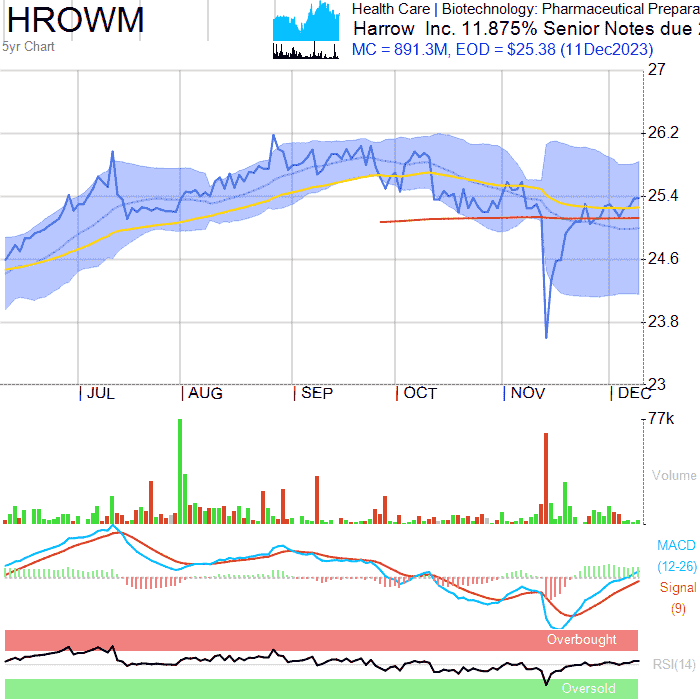 HROWM
5yr Chart
Health Care | Biotechnology: Pharmaceutical Prepara
Harrow Inc. 11.875% Senior Notes due
MC = 891.3M, EOD = $25.38 (11Dec2023)
27
26.2
25.4
24.6
23.8
23
JUL AUG SEP OCT NOV DEC
77k
Volume
MACD
(12-26)
Signal
(9)
Overbought
RSI(14)
Oversold